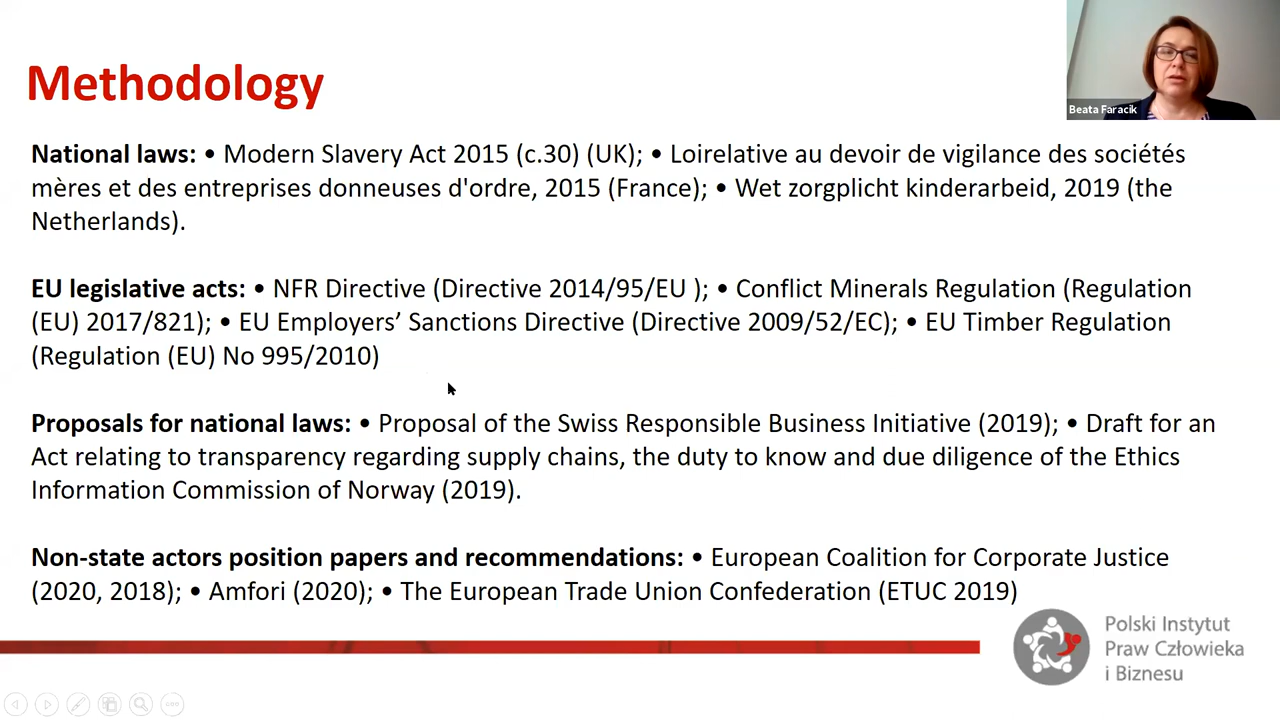 Methodology
Beata Faracik
National laws: • Modern Slavery Act 2015 (c.30) (UK); • Loirelative au devoir de vigilance des sociétés
mères et des entreprises donneuses d'ordre, 2015 (France); • Wet zorgplicht kinderarbeid, 2019 (the
Netherlands).
EU legislative acts: • NFR Directive (Directive 2014/95/EU ); • Conflict Minerals Regulation (Regulation
(EU) 2017/821); • EU Employers’ Sanctions Directive (Directive 2009/52/EC); • EU Timber Regulation
(Regulation (EU) No 995/2010)
Proposals for national laws: • Proposal of the Swiss Responsible Business Initiative (2019); • Draft for an
Act relating to transparency regarding supply chains, the duty to know and due diligence of the Ethics
Information Commission of Norway (2019).
Non-state actors position papers and recommendations: • European Coalition for Corporate Justice
(2020, 2018); • Amfori (2020); • The European Trade Union Confederation (ETUC 2019)
Polski Instytut
Praw Człowieka
i Biznesu